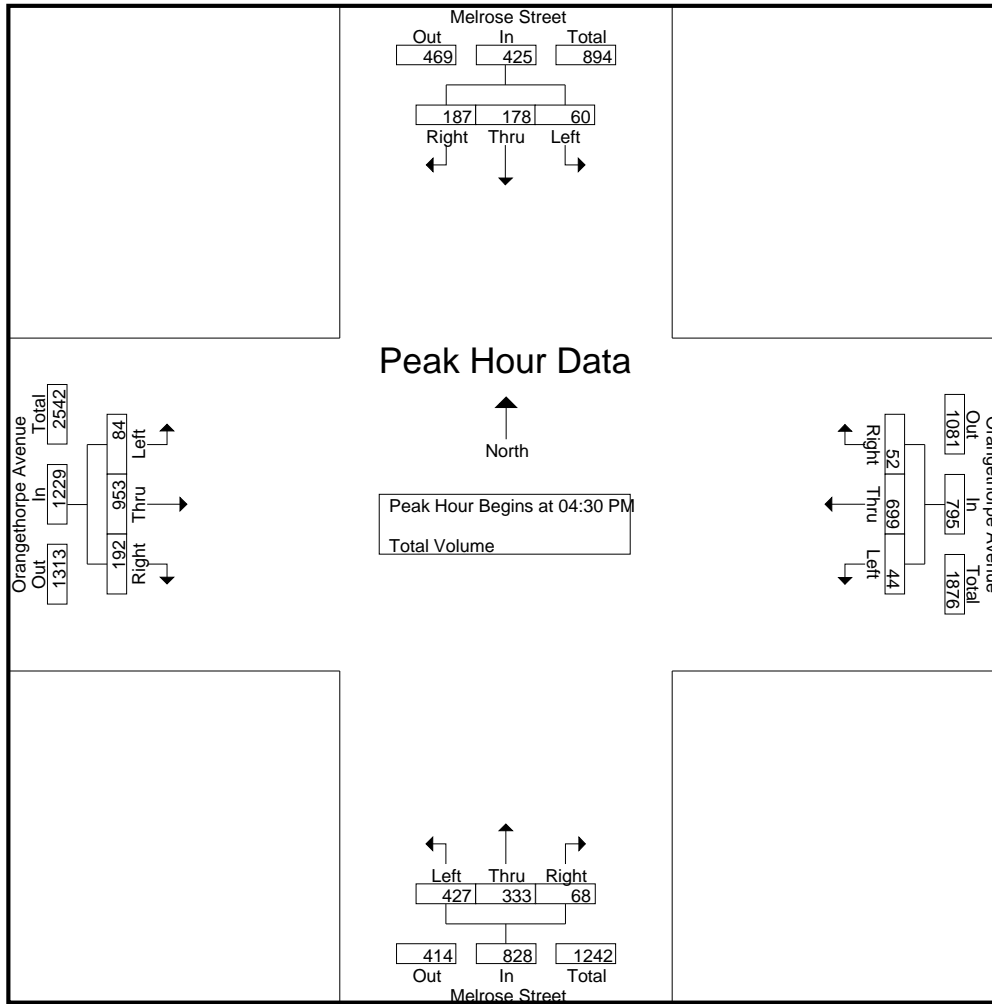 Melrose Street
Out In Total
469 425 894
187 178 60
Right Thru Left
Peak Hour Data
North
Peak Hour Begins at 04:30 PM
Total Volume
Orangethorpe Avenue
Total In Out
2542 1229 1313
84 953 192
Left Thru Right
Orangethorpe Avenue
Out In Total
1081 795 1876
52 699 44
Right Thru Left
Left Thru Right
427 333 68
414 828 1242
Out In Total
Melrose Street